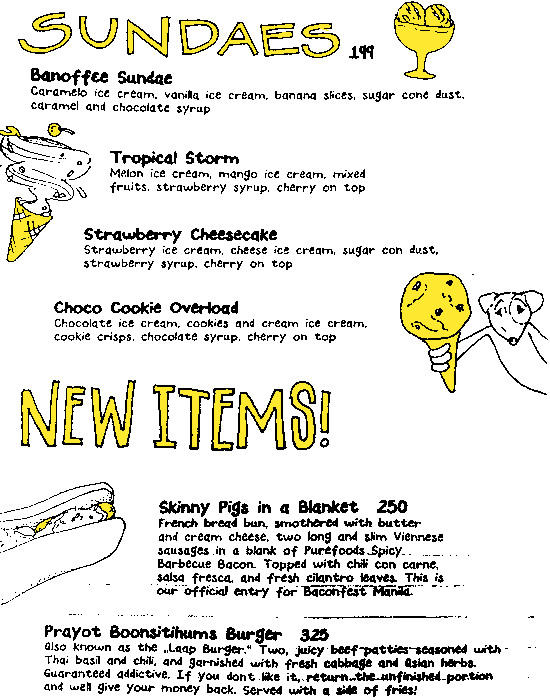 SUNDAES 199
Banoffee Sundae
Caramelo ice cream, vanilla ice cream, banana slices, sugar cone dust,
caramel and chocolate syrup
Tropical Storm
Melon ice cream, mango ice cream, mixed
fruits, strawberry syrup, cherry on top
Strawberry Cheesecake
Strawberry ice cream, cheese ice cream, sugar con dust,
strawberry syrup, cherry on top
Choco Cookie Overload
Chocolate ice cream, cookies and cream ice cream,
cookie crisps, chocolate syrup, cherry on top
NEW ITEMS!
Skinny Pigs in a Blanket 250
French bread bun, smothered with butter
and cream cheese, two long and slim Viennese
sausages in a blank of Purefoods Spicy
Barbecue Bacon. Topped with chili con carne,
salsa fresca, and fresh cilantro leaves. This is
our official entry for Baconfest Manila.
Prayot Boonsitihums Burger 325
also known as the „Laap Burger." Two, juicy beef patties seasoned with
Thai basil and chili, and garnished with fresh cabbage and Asian herbs.
Guaranteed addictive. If you dont like it, return the unfinished portion
and well give your money back. Served with a side of fries!